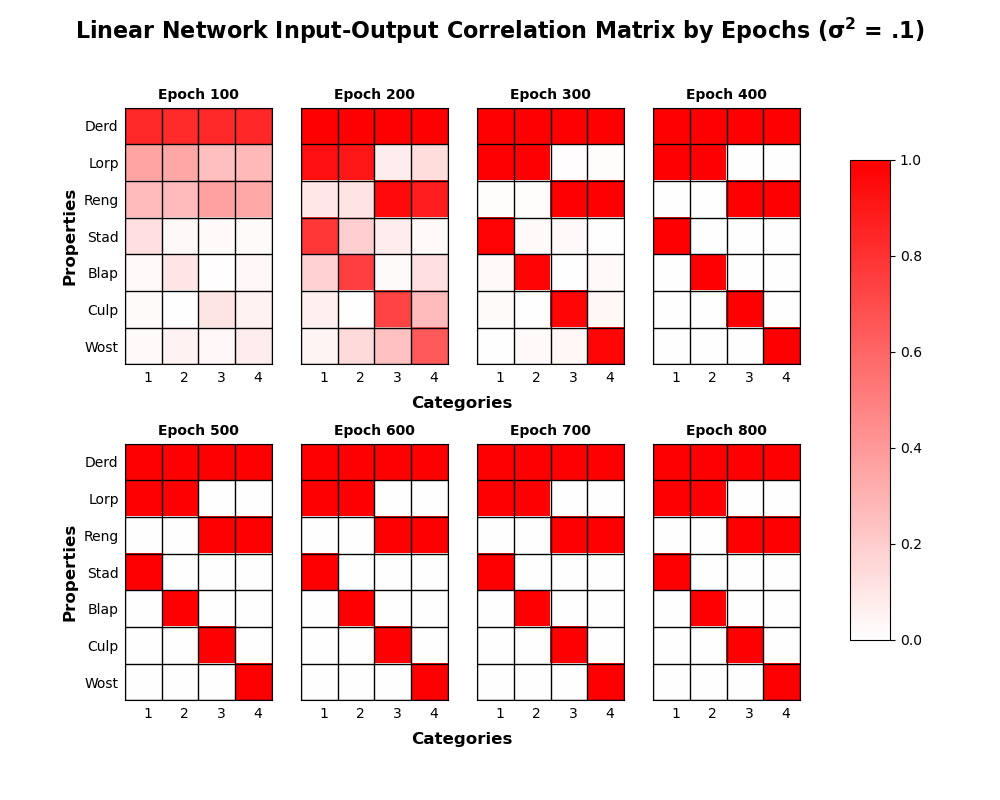 Linear Network Input-Output Correlation Matrix by Epochs (σ² = .1)
Epoch 100 Epoch 200 Epoch 300 Epoch 400
Properties
Derd
Lorp
Reng
Stad
Blap
Culp
Wost
1 2 3 4 1 2 3 4 1 2 3 4 1 2 3 4
Categories
Epoch 500 Epoch 600 Epoch 700 Epoch 800
Properties
Derd
Lorp
Reng
Stad
Blap
Culp
Wost
1 2 3 4 1 2 3 4 1 2 3 4 1 2 3 4
Categories
1.0
0.8
0.6
0.4
0.2
0.0